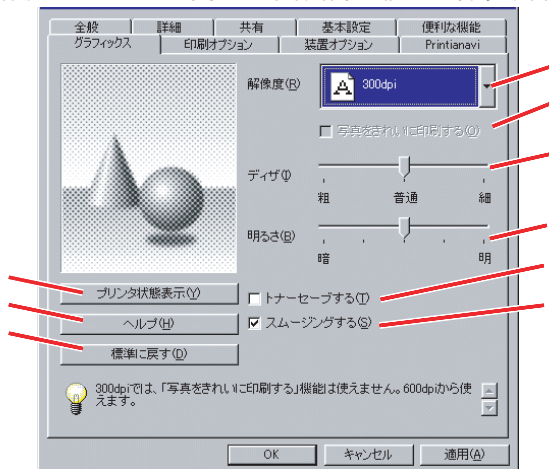 全般 詳細 共有 基本設定 便利な機能
グラフィックス 印刷オプション 装置オプション Printianavi
解像度(R) 300dpi
写真をきれいに印刷する(Q)
ディザ(I)
粗 普通 細
明るさ(B)
暗 明
プリンタ状態表示(Y)
トナーセーブする(T)
ヘルプ(H)
スムージングする(S)
標準に戻す(D)
300dpiでは、「写真をきれいに印刷する」機能は使えません。600dpiから使
えます。
OK キャンセル 適用(A)